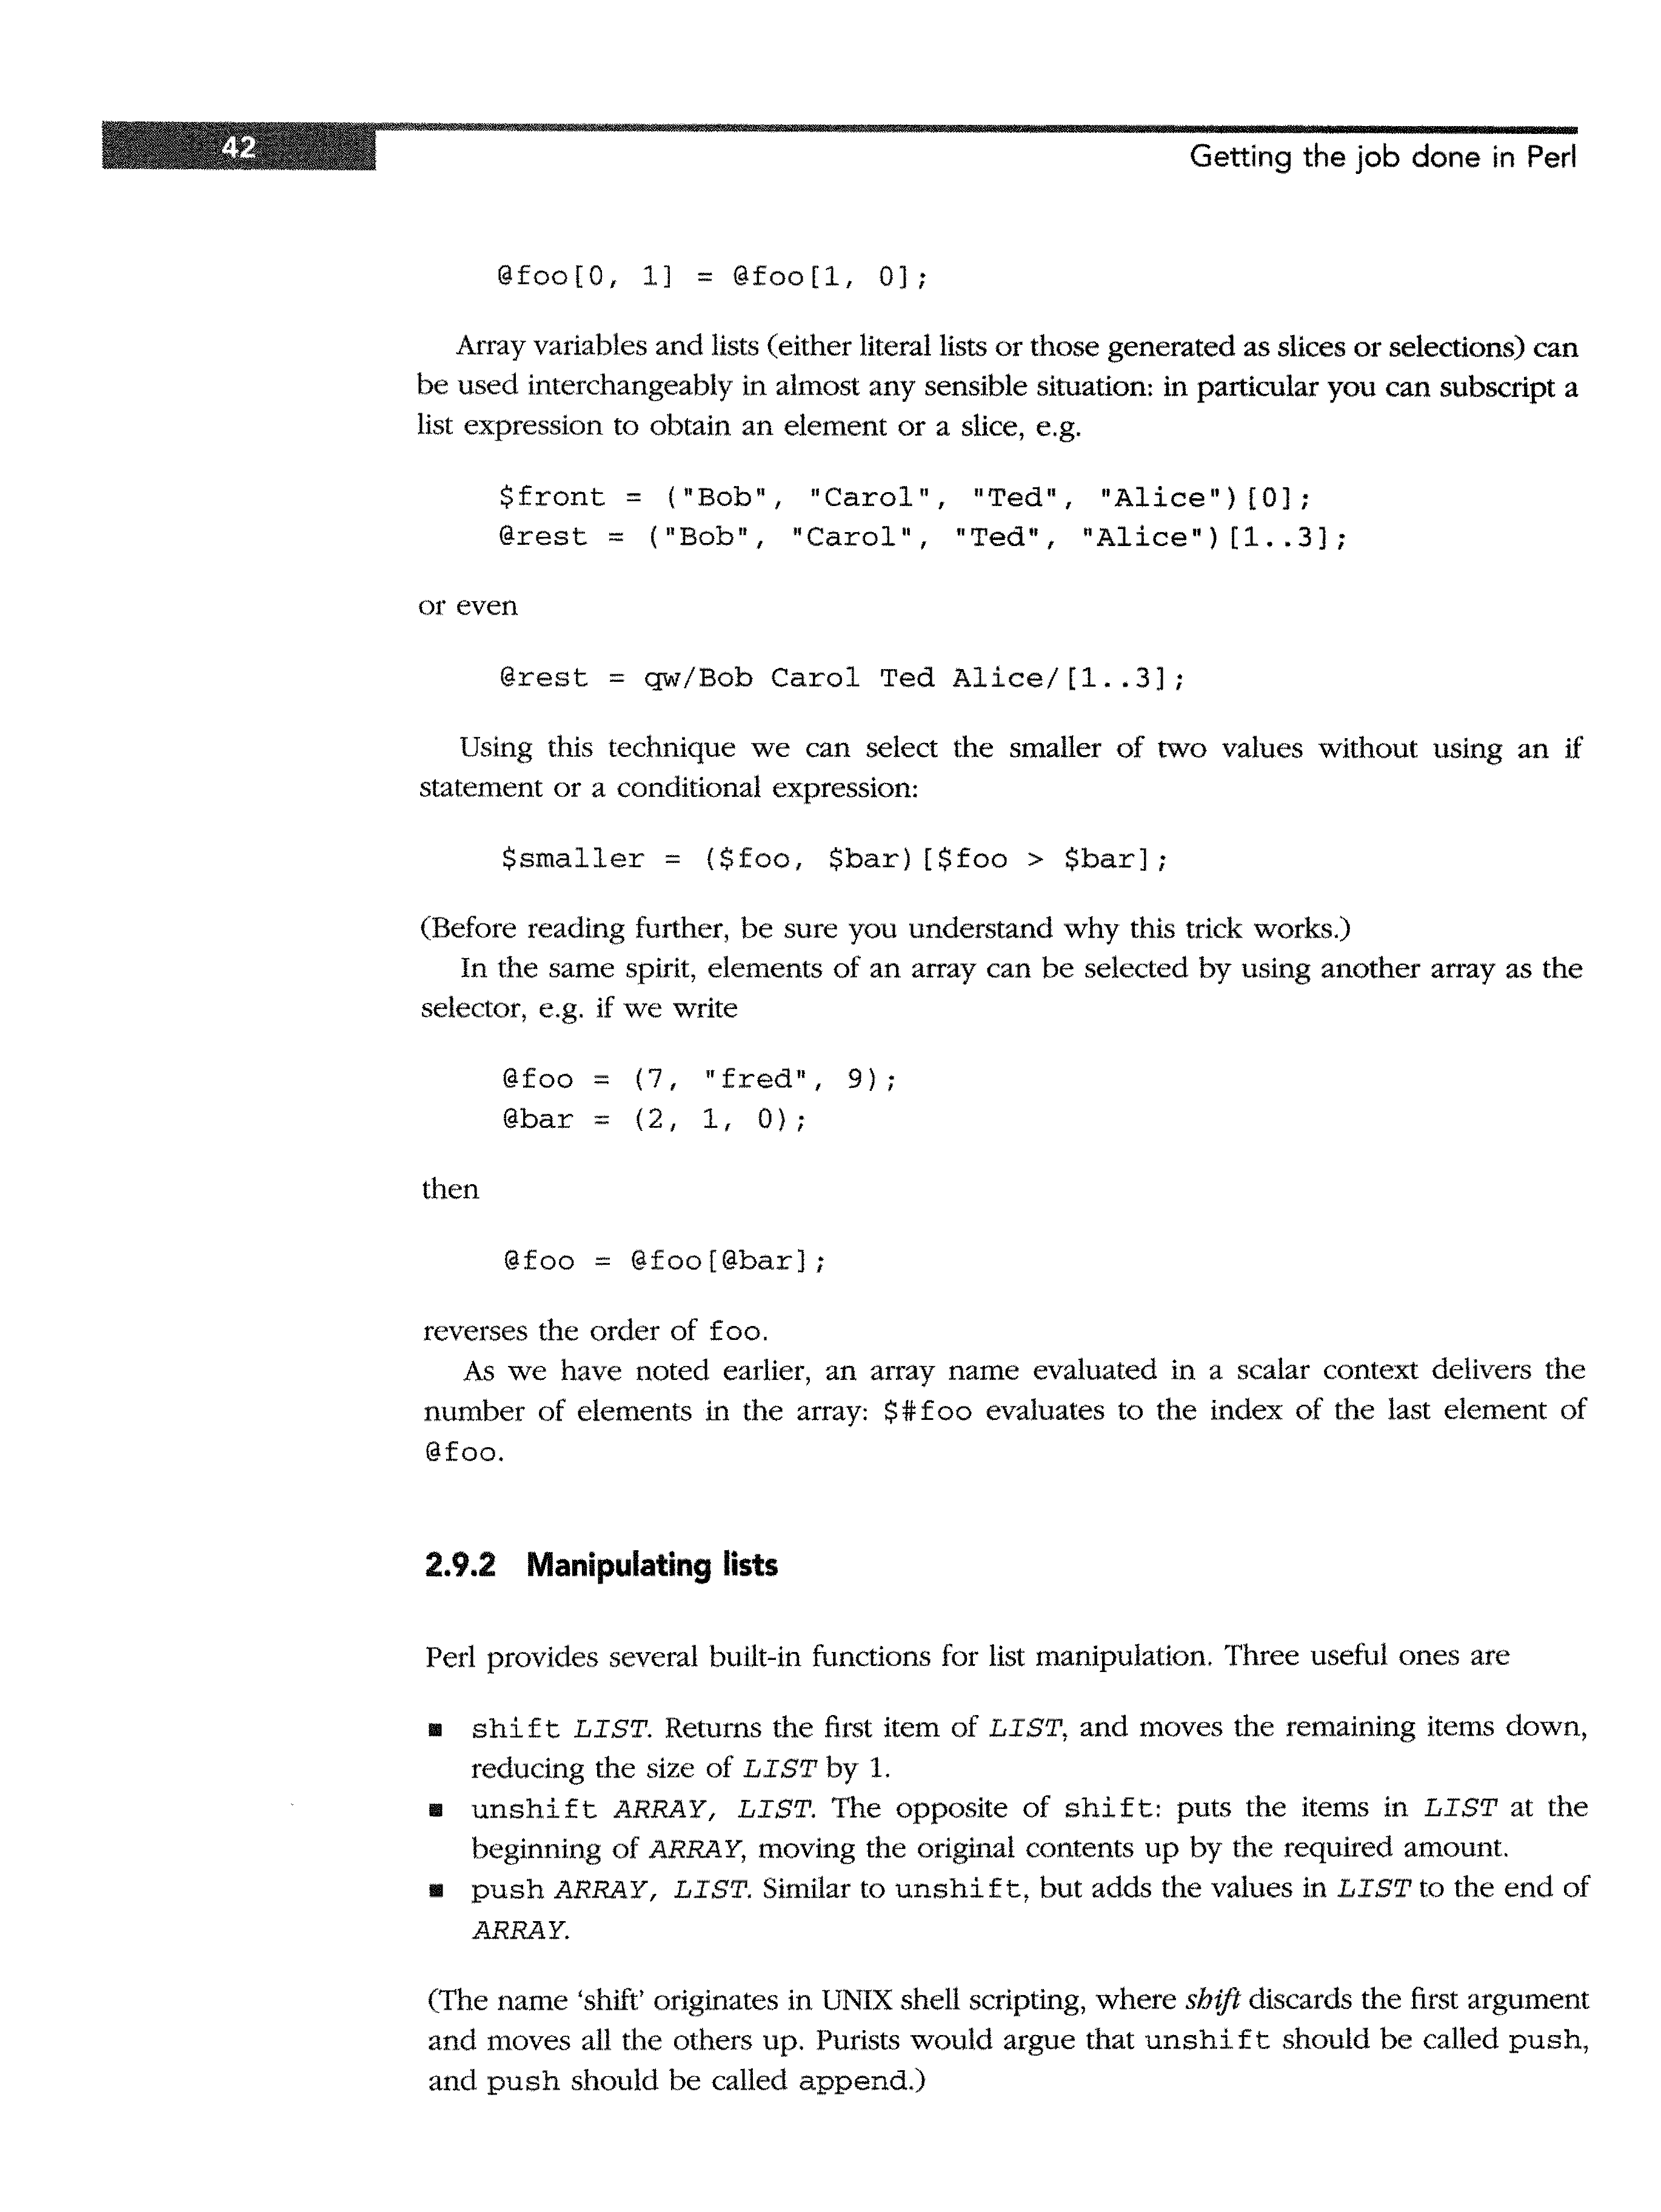 42
Getting the job done in Perl
@foo[0, 1] = @foo[1, 0];
Array variables and lists (either literal lists or those generated as slices or selections) can
be used interchangeably in almost any sensible situation: in particular you can subscript a
list expression to obtain an element or a slice, e.g.
$front = ("Bob", "Carol", "Ted", "Alice")[0];
@rest = ("Bob", "Carol", "Ted", "Alice")[1..3];
or even
@rest = qw/Bob Carol Ted Alice/[1..3];
Using this technique we can select the smaller of two values without using an if
statement or a conditional expression:
$smaller = ($foo, $bar)[$foo > $bar];
(Before reading further, be sure you understand why this trick works.)
In the same spirit, elements of an array can be selected by using another array as the
selector, e.g. if we write
@foo = (7, "fred", 9);
@bar = (2, 1, 0);
then
@foo = @foo[@bar];
reverses the order of foo.
As we have noted earlier, an array name evaluated in a scalar context delivers the
number of elements in the array: $#foo evaluates to the index of the last element of
@foo.
2.9.2 Manipulating lists
Perl provides several built-in functions for list manipulation. Three useful ones are
■ shift LIST. Returns the first item of LIST, and moves the remaining items down,
reducing the size of LIST by 1.
■ unshift ARRAY, LIST. The opposite of shift: puts the items in LIST at the
beginning of ARRAY, moving the original contents up by the required amount.
■ push ARRAY, LIST. Similar to unshift, but adds the values in LIST to the end of
ARRAY.
(The name ‘shift’ originates in UNIX shell scripting, where shift discards the first argument
and moves all the others up. Purists would argue that unshift should be called push,
and push should be called append.)